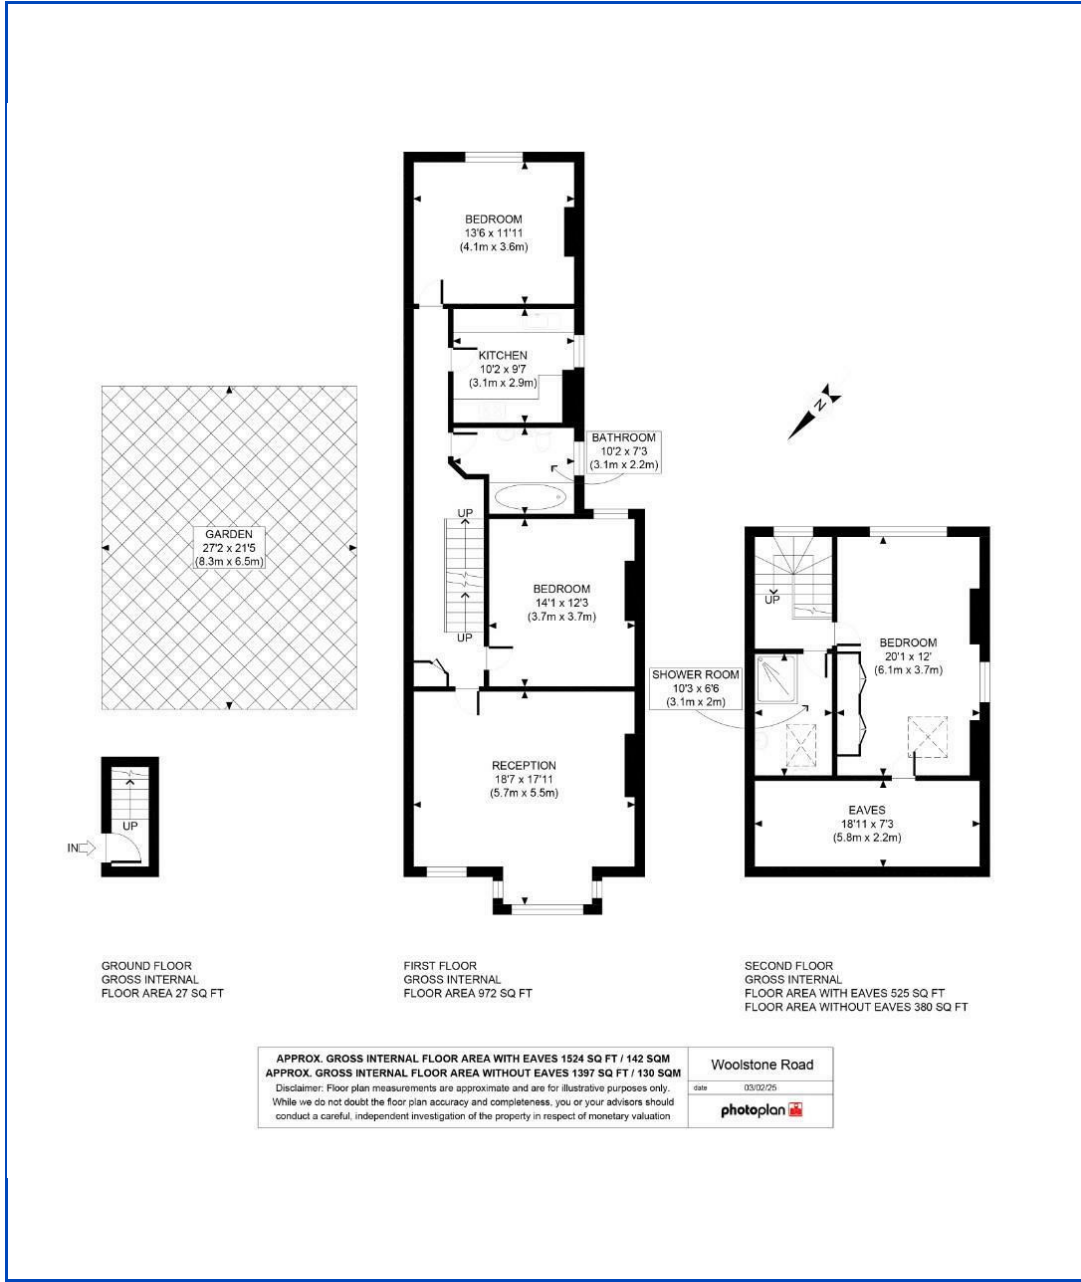 BEDROOM
13'6 x 11'11
(4.1m x 3.6m)
KITCHEN
10'2 x 9'7
(3.1m x 2.9m)
N
BATHROOM
10'2 x 7'3
(3.1m x 2.2m)
UP
GARDEN
27'2 x 21'5
(8.3m x 6.5m)
BEDROOM
14'1 x 12'3
(3.7m x 3.7m)
UP
UP
BEDROOM
20'1 x 12'
(6.1m x 3.7m)
SHOWER ROOM
10'3 x 6'6
(3.1m x 2m)
RECEPTION
18'7 x 17'11
(5.7m x 5.5m)
EAVES
18'11 x 7'3
(5.8m x 2.2m)
UP
IN
GROUND FLOOR
GROSS INTERNAL
FLOOR AREA 27 SQ FT
FIRST FLOOR
GROSS INTERNAL
FLOOR AREA 972 SQ FT
SECOND FLOOR
GROSS INTERNAL
FLOOR AREA WITH EAVES 525 SQ FT
FLOOR AREA WITHOUT EAVES 380 SQ FT
APPROX. GROSS INTERNAL FLOOR AREA WITH EAVES 1524 SQ FT / 142 SQM
APPROX. GROSS INTERNAL FLOOR AREA WITHOUT EAVES 1397 SQ FT / 130 SQM
Disclaimer: Floor plan measurements are approximate and are for illustrative purposes only.
While we do not doubt the floor plan accuracy and completeness, you or your advisors should
conduct a careful, independent investigation of the property in respect of monetary valuation
Woolstone Road
date 03/02/25
photoplan